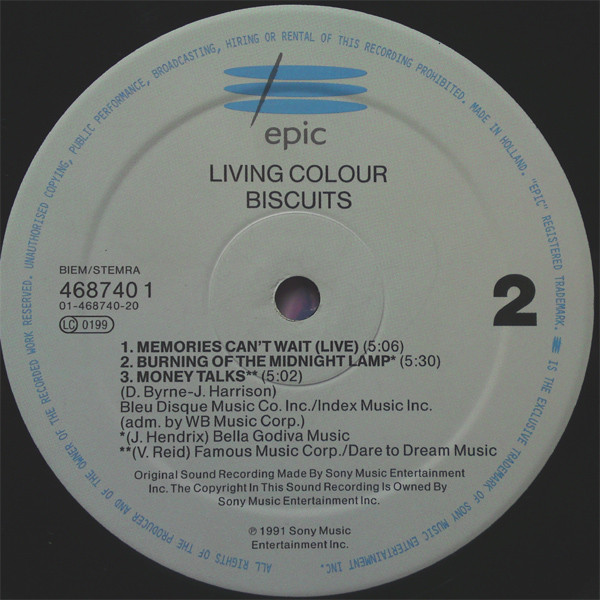 epic
LIVING COLOUR
BISCUITS
BIEM/STEMRA
468740 1
01-468740-20
LC 0199
2
1. MEMORIES CAN'T WAIT (LIVE) (5:06)
2. BURNING OF THE MIDNIGHT LAMP* (5:30)
3. MONEY TALKS** (5:02)
(D. Byrne-J. Harrison)
Bleu Disque Music Co. Inc./Index Music Inc.
(adm. by WB Music Corp.)
*(J. Hendrix) Bella Godiva Music
**(V. Reid) Famous Music Corp./Dare to Dream Music
Original Sound Recording Made By Sony Music Entertainment
Inc. The Copyright In This Sound Recording Is Owned By
Sony Music Entertainment Inc.
℗ 1991 Sony Music
Entertainment Inc.
ALL RIGHTS OF THE PRODUCER AND OF THE OWNER OF THE RECORDED WORK RESERVED. UNAUTHORISED COPYING, PUBLIC PERFORMANCE, BROADCASTING, HIRING OR RENTAL OF THIS RECORDING PROHIBITED. MADE IN HOLLAND. "EPIC" REGISTERED TRADEMARK. IS THE EXCLUSIVE TRADEMARK OF SONY MUSIC ENTERTAINMENT INC.